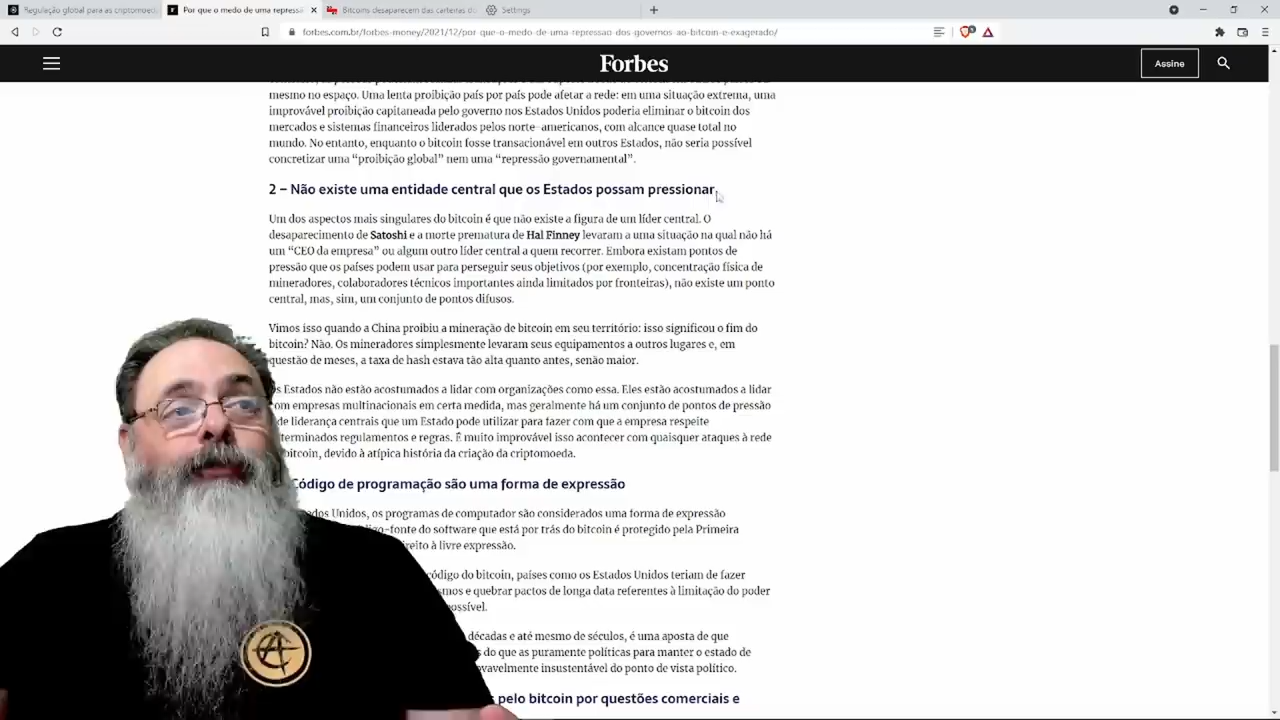 Regulação global para as criptomoed
Por que o medo de uma repressã
Bitcoins desaparecem das carteiras d
Settings
forbes.com.br/forbes-money/2021/12/por-que-o-medo-de-uma-repressao-dos-governos-ao-bitcoin-e-exagerado/
Forbes
Assine
mesmo no espaço. Uma lenta proibição país por país pode afetar a rede: em uma situação extrema, uma
improvável proibição capitaneada pelo governo nos Estados Unidos poderia eliminar o bitcoin dos
mercados e sistemas financeiros liderados pelos norte-americanos, com alcance quase total no
mundo. No entanto, enquanto o bitcoin fosse transacionável em outros Estados, não seria possível
concretizar uma “proibição global” nem uma “repressão governamental”.
2 – Não existe uma entidade central que os Estados possam pressionar
Um dos aspectos mais singulares do bitcoin é que não existe a figura de um líder central. O
desaparecimento de Satoshi e a morte prematura de Hal Finney levaram a uma situação na qual não há
um “CEO da empresa” ou algum outro líder central a quem recorrer. Embora existam pontos de
pressão que os países podem usar para perseguir seus objetivos (por exemplo, concentração física de
mineradores, colaboradores técnicos importantes ainda limitados por fronteiras), não existe um ponto
central, mas, sim, um conjunto de pontos difusos.
Vimos isso quando a China proibiu a mineração de bitcoin em seu território: isso significou o fim do
bitcoin? Não. Os mineradores simplesmente levaram seus equipamentos a outros lugares e, em
questão de meses, a taxa de hash estava tão alta quanto antes, senão maior.
s Estados não estão acostumados a lidar com organizações como essa. Eles estão acostumados a lidar
om empresas multinacionais em certa medida, mas geralmente há um conjunto de pontos de pressão
de liderança centrais que um Estado pode utilizar para fazer com que a empresa respeite
terminados regulamentos e regras. É muito improvável isso acontecer com quaisquer ataques à rede
bitcoin, devido à atípica história da criação da criptomoeda.
Código de programação são uma forma de expressão
dos Unidos, os programas de computador são considerados uma forma de expressão
igo-fonte do software que está por trás do bitcoin é protegido pela Primeira
ireito à livre expressão.
código do bitcoin, países como os Estados Unidos teriam de fazer
smos e quebrar pactos de longa data referentes à limitação do poder
possível.
décadas e até mesmo de séculos, é uma aposta de que
s do que as puramente políticas para manter o estado de
ovavelmente insustentável do ponto de vista político.
pelo bitcoin por questões comerciais e